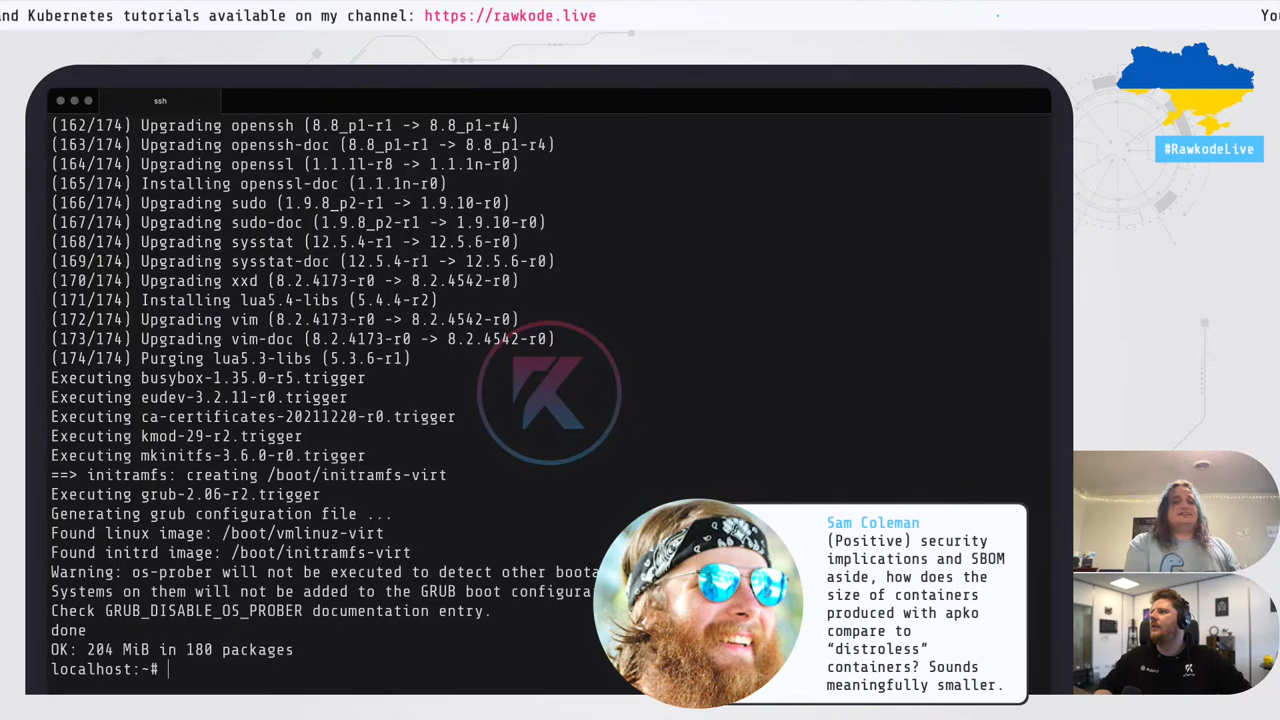 and Kubernetes tutorials available on my channel: https://rawkode.live
Yo
ssh
(162/174) Upgrading openssh (8.8_p1-r1 -> 8.8_p1-r4)
(163/174) Upgrading openssh-doc (8.8_p1-r1 -> 8.8_p1-r4)
(164/174) Upgrading openssl (1.1.1l-r8 -> 1.1.1n-r0)
(165/174) Installing openssl-doc (1.1.1n-r0)
(166/174) Upgrading sudo (1.9.8_p2-r1 -> 1.9.10-r0)
(167/174) Upgrading sudo-doc (1.9.8_p2-r1 -> 1.9.10-r0)
(168/174) Upgrading sysstat (12.5.4-r1 -> 12.5.6-r0)
(169/174) Upgrading sysstat-doc (12.5.4-r1 -> 12.5.6-r0)
(170/174) Upgrading xxd (8.2.4173-r0 -> 8.2.4542-r0)
(171/174) Installing lua5.4-libs (5.4.4-r2)
(172/174) Upgrading vim (8.2.4173-r0 -> 8.2.4542-r0)
(173/174) Upgrading vim-doc (8.2.4173-r0 -> 8.2.4542-r0)
(174/174) Purging lua5.3-libs (5.3.6-r1)
Executing busybox-1.35.0-r5.trigger
Executing eudev-3.2.11-r0.trigger
Executing ca-certificates-20211220-r0.trigger
Executing kmod-29-r2.trigger
Executing mkinitfs-3.6.0-r0.trigger
==> initramfs: creating /boot/initramfs-virt
Executing grub-2.06-r2.trigger
Generating grub configuration file ...
Found linux image: /boot/vmlinuz-virt
Found initrd image: /boot/initramfs-virt
Warning: os-prober will not be executed to detect other boota
Systems on them will not be added to the GRUB boot configura
Check GRUB_DISABLE_OS_PROBER documentation entry.
done
OK: 204 MiB in 180 packages
localhost:~#
#RawkodeLive
Sam Coleman
(Positive) security
implications and SBOM
aside, how does the
size of containers
produced with apko
compare to
“distroless”
containers? Sounds
meaningfully smaller.